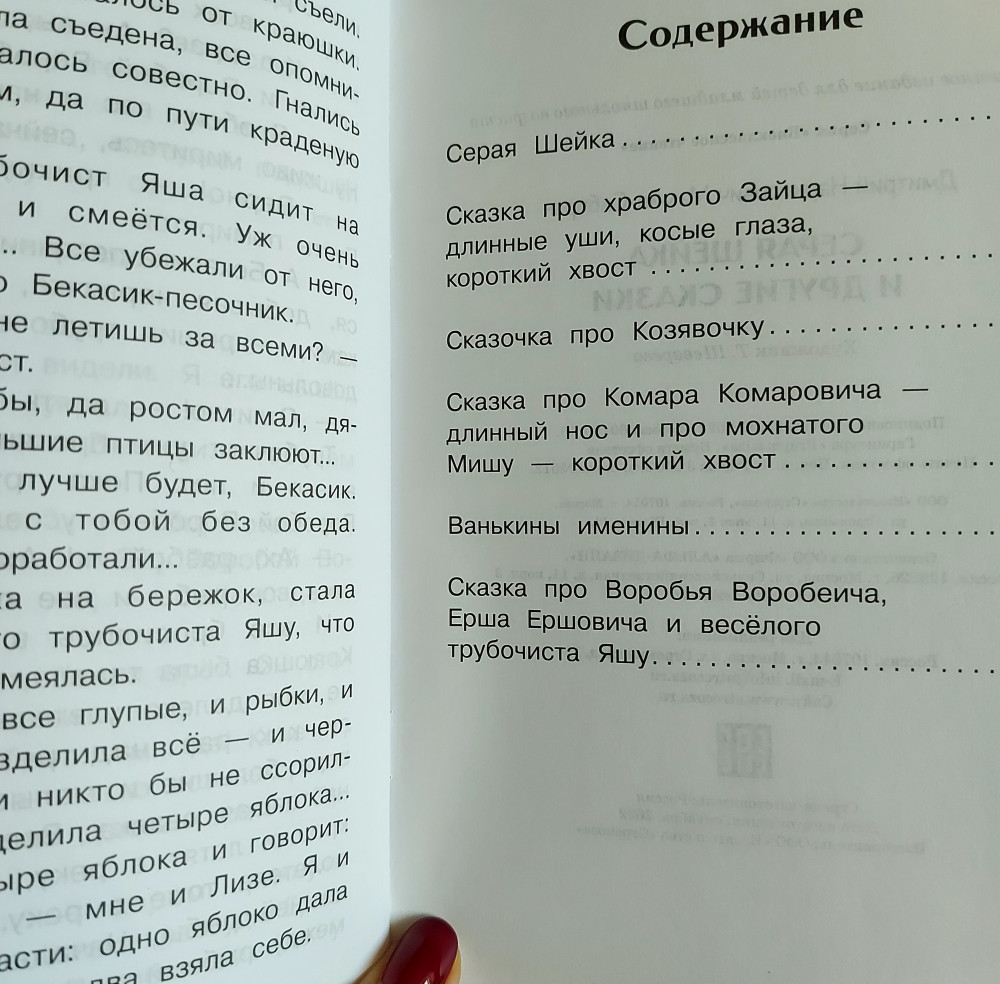 съели.
лось от краюшки.
ла съедена, все опомни-
алось совестно. Гнались
м, да по пути краденую
бочист Яша сидит на
и смеётся. Уж очень
... Все убежали от него,
о Бекасик-песочник.
не летишь за всеми? —
ст.
бы, да ростом мал, дя-
льшие птицы заклюют...
лучше будет, Бекасик.
с тобой без обеда.
оработали...
ла на бережок, стала
го трубочиста Яшу, что
меялась.
все глупые, и рыбки, и
зделила всё — и чер-
и никто бы не ссорил-
делила четыре яблока...
ыре яблока и говорит:
— мне и Лизе. Я и
асти: одно яблоко дала
два взяла себе.
Содержание
Серая Шейка
Сказка про храброго Зайца —
длинные уши, косые глаза,
короткий хвост
Сказочка про Козявочку
Сказка про Комара Комаровича —
длинный нос и про мохнатого
Мишу — короткий хвост
Ванькины именины
Сказка про Воробья Воробеича,
Ерша Ершовича и весёлого
трубочиста Яшу